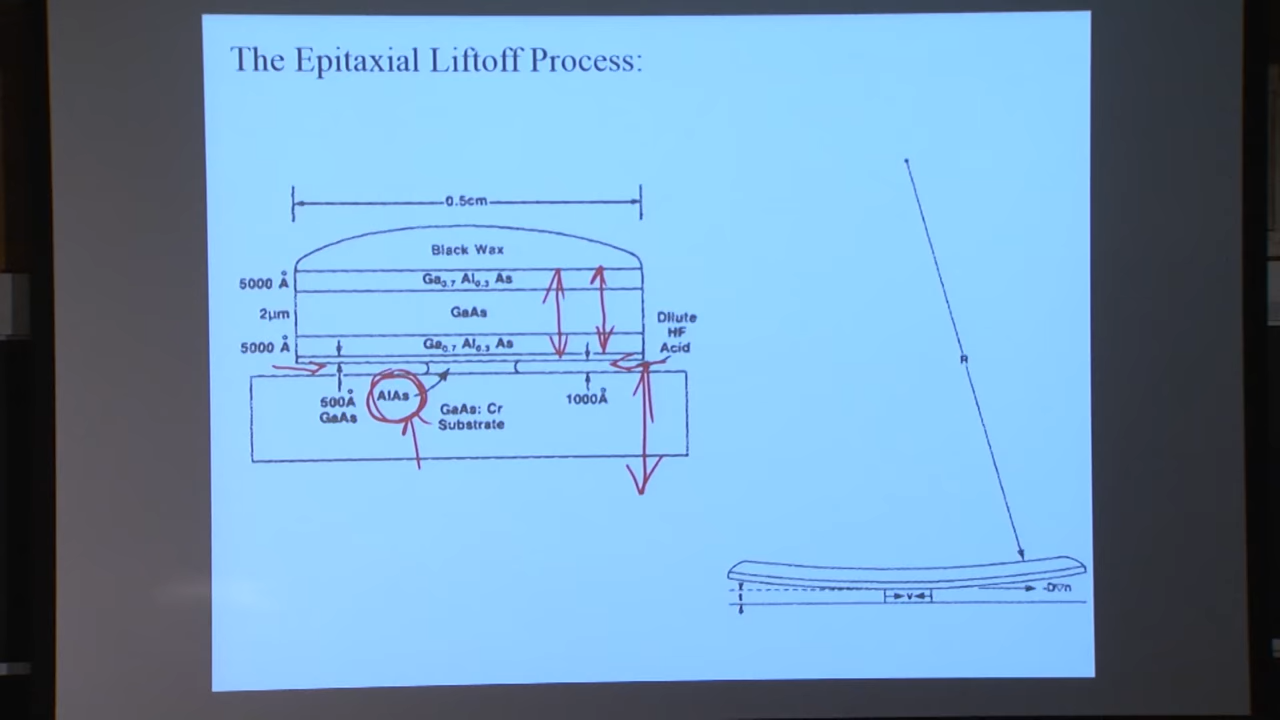 The Epitaxial Liftoff Process:
0.5cm
Black Wax
5000 Å
Ga0.7 Al0.3 As
2μm
GaAs
Dilute
HF
Acid
5000 Å
Ga0.7 Al0.3 As
500Å
GaAs
AlAs
GaAs: Cr
Substrate
1000Å
R
v
-D∇n